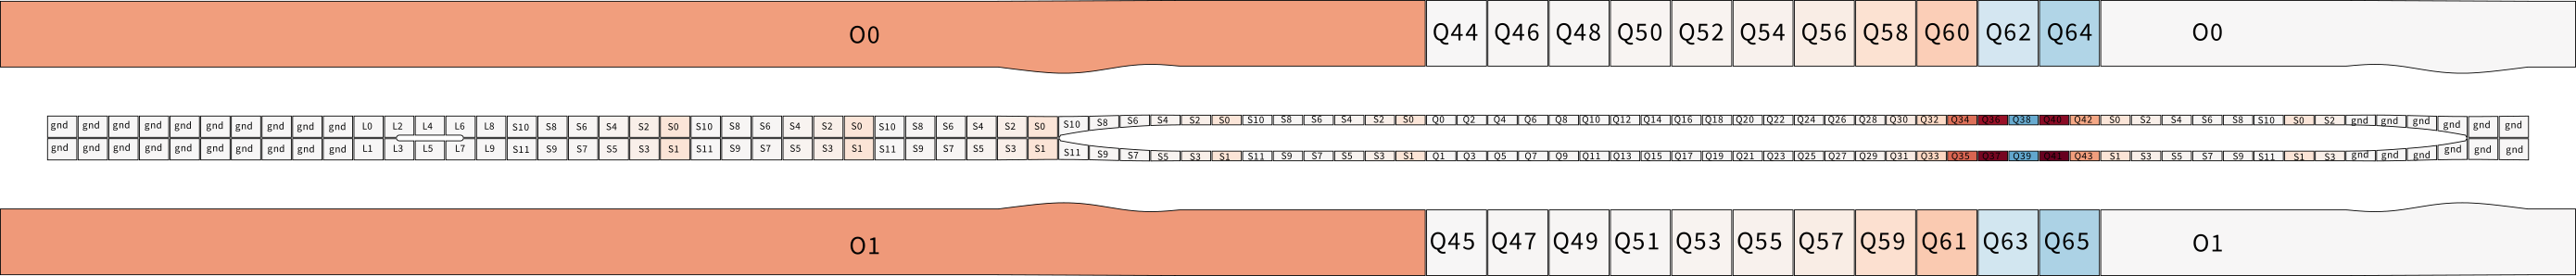 O0 Q44 Q46 Q48 Q50 Q52 Q54 Q56 Q58 Q60 Q62 Q64 O0
gnd gnd gnd gnd gnd gnd gnd gnd gnd gnd L0 L2 L4 L6 L8 S10 S8 S6 S4 S2 S0 S10 S8 S6 S4 S2 S0 S10 S8 S6 S4 S2 S0 S10 S8 S6 S4 S2 S0 S10 S8 S6 S4 S2 S0 Q0 Q2 Q4 Q6 Q8 Q10 Q12 Q14 Q16 Q18 Q20 Q22 Q24 Q26 Q28 Q30 Q32 Q34 Q36 Q38 Q40 Q42 S0 S2 S4 S6 S8 S10 S0 S2 gnd gnd gnd gnd gnd gnd
gnd gnd gnd gnd gnd gnd gnd gnd gnd gnd L1 L3 L5 L7 L9 S11 S9 S7 S5 S3 S1 S11 S9 S7 S5 S3 S1 S11 S9 S7 S5 S3 S1 S11 S9 S7 S5 S3 S1 S11 S9 S7 S5 S3 S1 Q1 Q3 Q5 Q7 Q9 Q11 Q13 Q15 Q17 Q19 Q21 Q23 Q25 Q27 Q29 Q31 Q33 Q35 Q37 Q39 Q41 Q43 S1 S3 S5 S7 S9 S11 S1 S3 gnd gnd gnd gnd gnd gnd
O1 Q45 Q47 Q49 Q51 Q53 Q55 Q57 Q59 Q61 Q63 Q65 O1